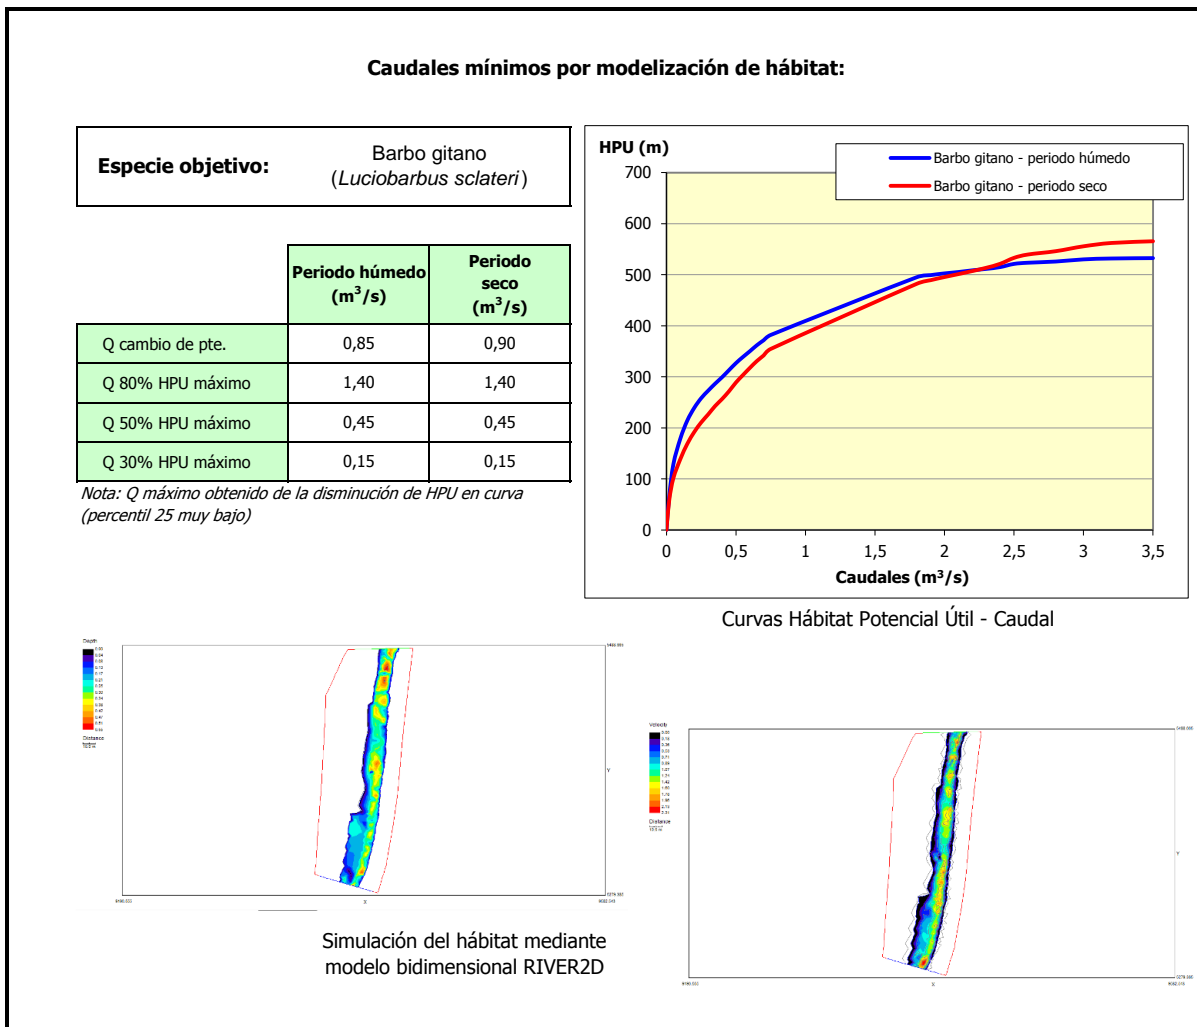 Caudales mínimos por modelización de hábitat:
Especie objetivo:
Barbo gitano
(Luciobarbus sclateri)
Periodo húmedo
(m³/s)
Periodo
seco
(m³/s)
Q cambio de pte. 0,85 0,90
Q 80% HPU máximo 1,40 1,40
Q 50% HPU máximo 0,45 0,45
Q 30% HPU máximo 0,15 0,15
Nota: Q máximo obtenido de la disminución de HPU en curva
(percentil 25 muy bajo)
HPU (m)
Barbo gitano - periodo húmedo
Barbo gitano - periodo seco
700
600
500
400
300
200
100
0
0 0,5 1 1,5 2 2,5 3 3,5
Caudales (m³/s)
Curvas Hábitat Potencial Útil - Caudal
Depth
Distance
X
Y
Simulación del hábitat mediante
modelo bidimensional RIVER2D
Velocity
Distance
X
Y